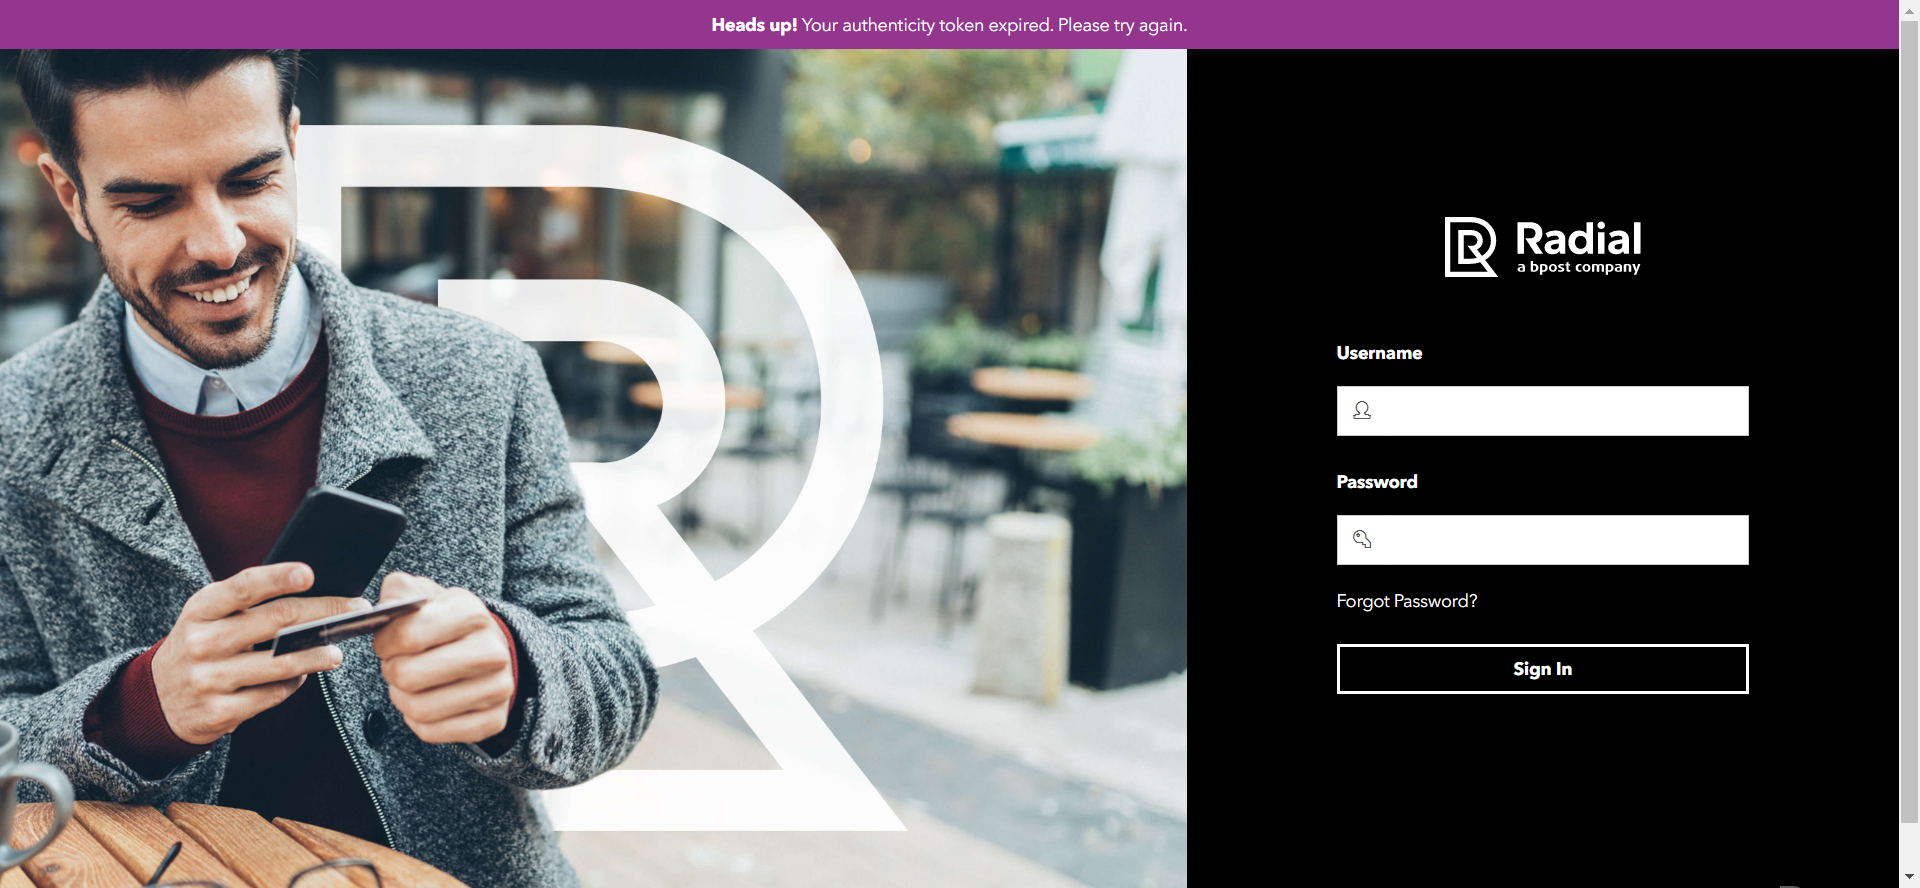 Heads up! Your authenticity token expired. Please try again.
Radial
a bpost company
Username
Password
Forgot Password?
Sign In